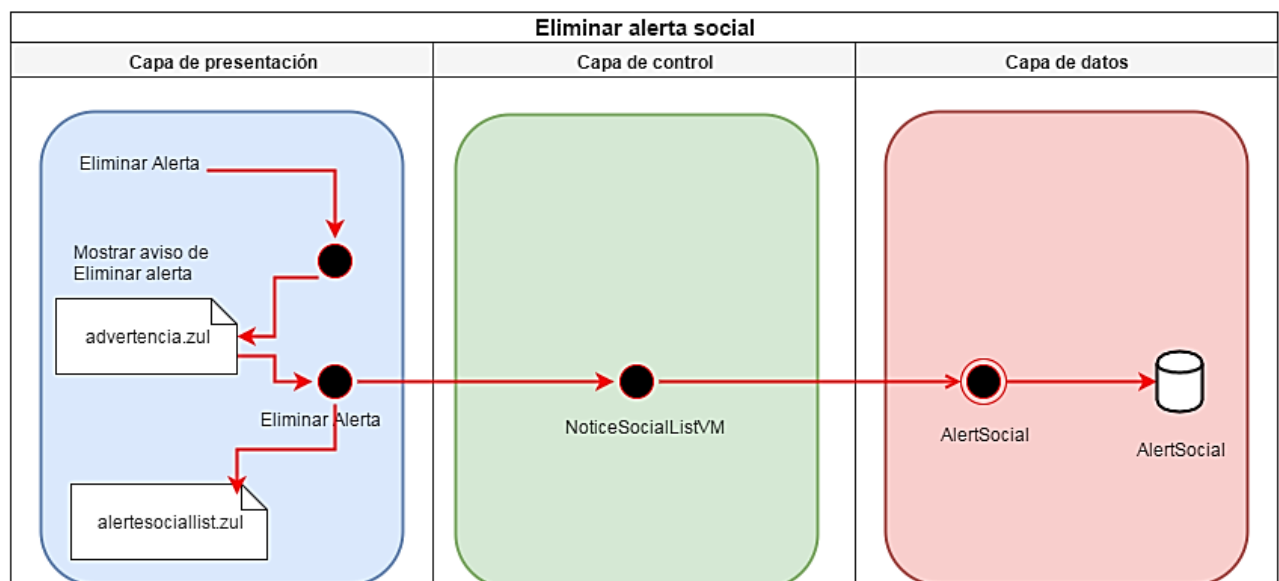 Eliminar alerta social
Capa de presentación
Capa de control
Capa de datos
Eliminar Alerta
Mostrar aviso de
Eliminar alerta
advertencia.zul
Eliminar Alerta
NoticeSocialListVM
AlertSocial
AlertSocial
alertesociallist.zul